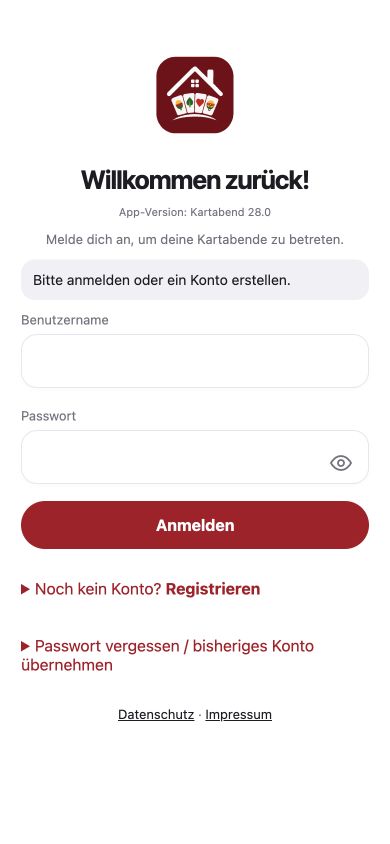 Willkommen zurück!
App-Version: Kartabend 28.0
Melde dich an, um deine Kartabende zu betreten.
Bitte anmelden oder ein Konto erstellen.
Benutzername
Passwort
Anmelden
Noch kein Konto? Registrieren
Passwort vergessen / bisheriges Konto
übernehmen
Datenschutz · Impressum